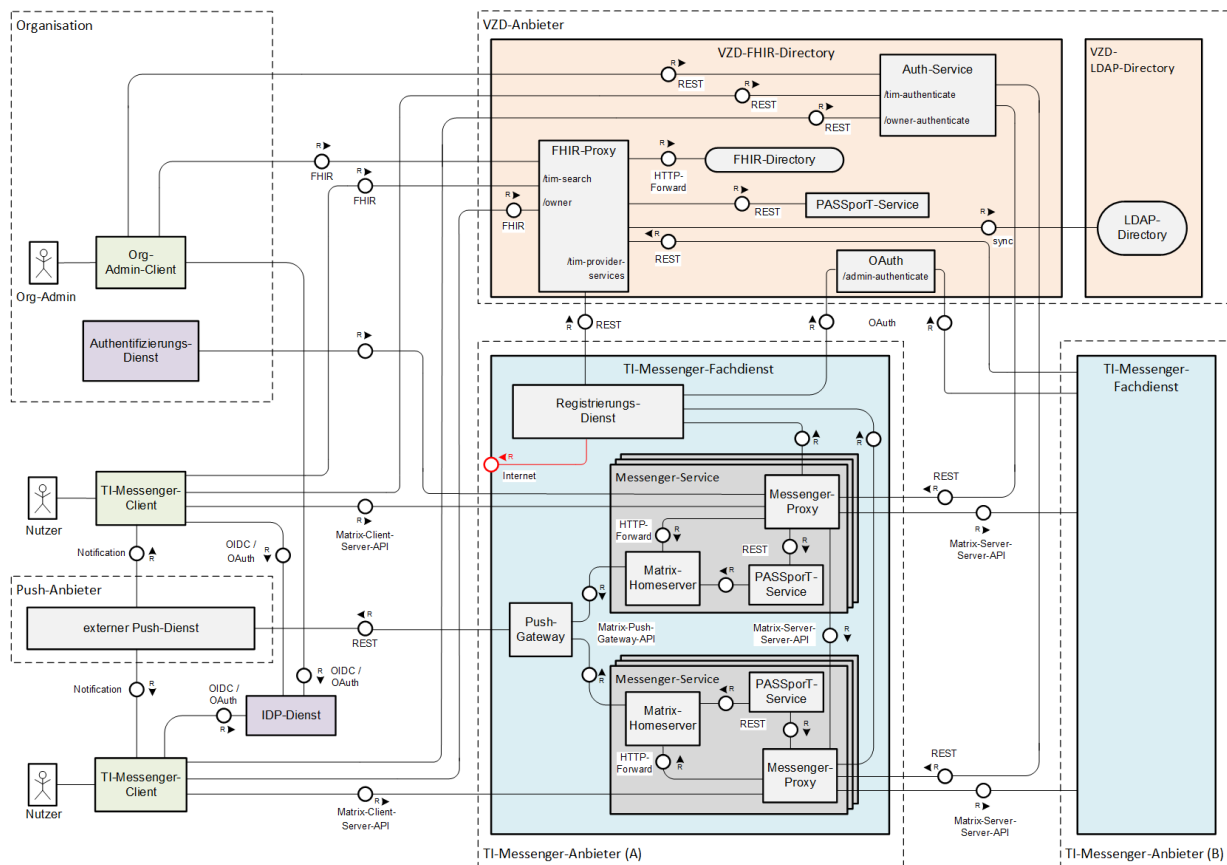 Organisation
VZD-Anbieter
VZD-FHIR-Directory
VZD-
LDAP-Directory
R
REST
Auth-Service
R
REST
/tim-authenticate
R
REST
/owner-authenticate
R
FHIR
R
FHIR
R
FHIR
FHIR-Proxy
/tim-search
/owner
/tim-provider-
services
R
HTTP-
Forward
FHIR-Directory
R
REST
PASSporT-Service
R
sync
LDAP-
Directory
R
REST
OAuth
/admin-authenticate
Org-Admin
Org-
Admin-Client
Authentifizierungs-
Dienst
R
R
REST
R
OAuth
R
TI-Messenger-Fachdienst
TI-Messenger-
Fachdienst
Registrierungs-
Dienst
R
Internet
R
R
Nutzer
TI-Messenger-
Client
R
Matrix-Client-
Server-API
Messenger-Service
Messenger-
Proxy
HTTP-
Forward
R
REST
R
Matrix-
Homeserver
R
PASSporT-
Service
REST
R
R
Matrix-Server-
Server-API
Notification
R
OIDC /
OAuth
R
Push-Anbieter
externer Push-Dienst
R
REST
Push-
Gateway
R
Matrix-Push-
Gateway-API
R
Matrix-Server-
Server-API
R
Notification
R
OIDC /
OAuth
R
OIDC /
OAuth
R
IDP-Dienst
Messenger-Service
Matrix-
Homeserver
R
PASSporT-
Service
REST
R
HTTP-
Forward
R
Messenger-
Proxy
REST
R
R
Matrix-Server-
Server-API
Nutzer
TI-Messenger-
Client
R
Matrix-Client-
Server-API
TI-Messenger-Anbieter (A)
TI-Messenger-Anbieter (B)